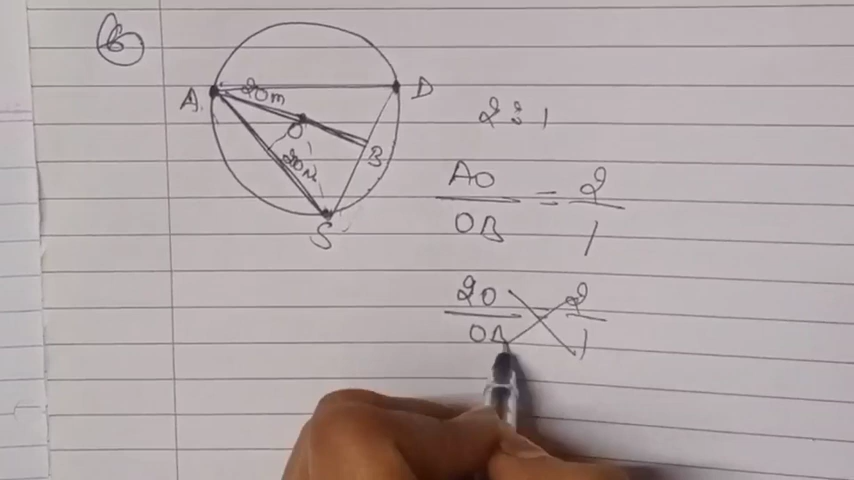 6
A
D
20m
O
B
20m
S
2:1
AO/OB = 2/1
20/OB = 2/1